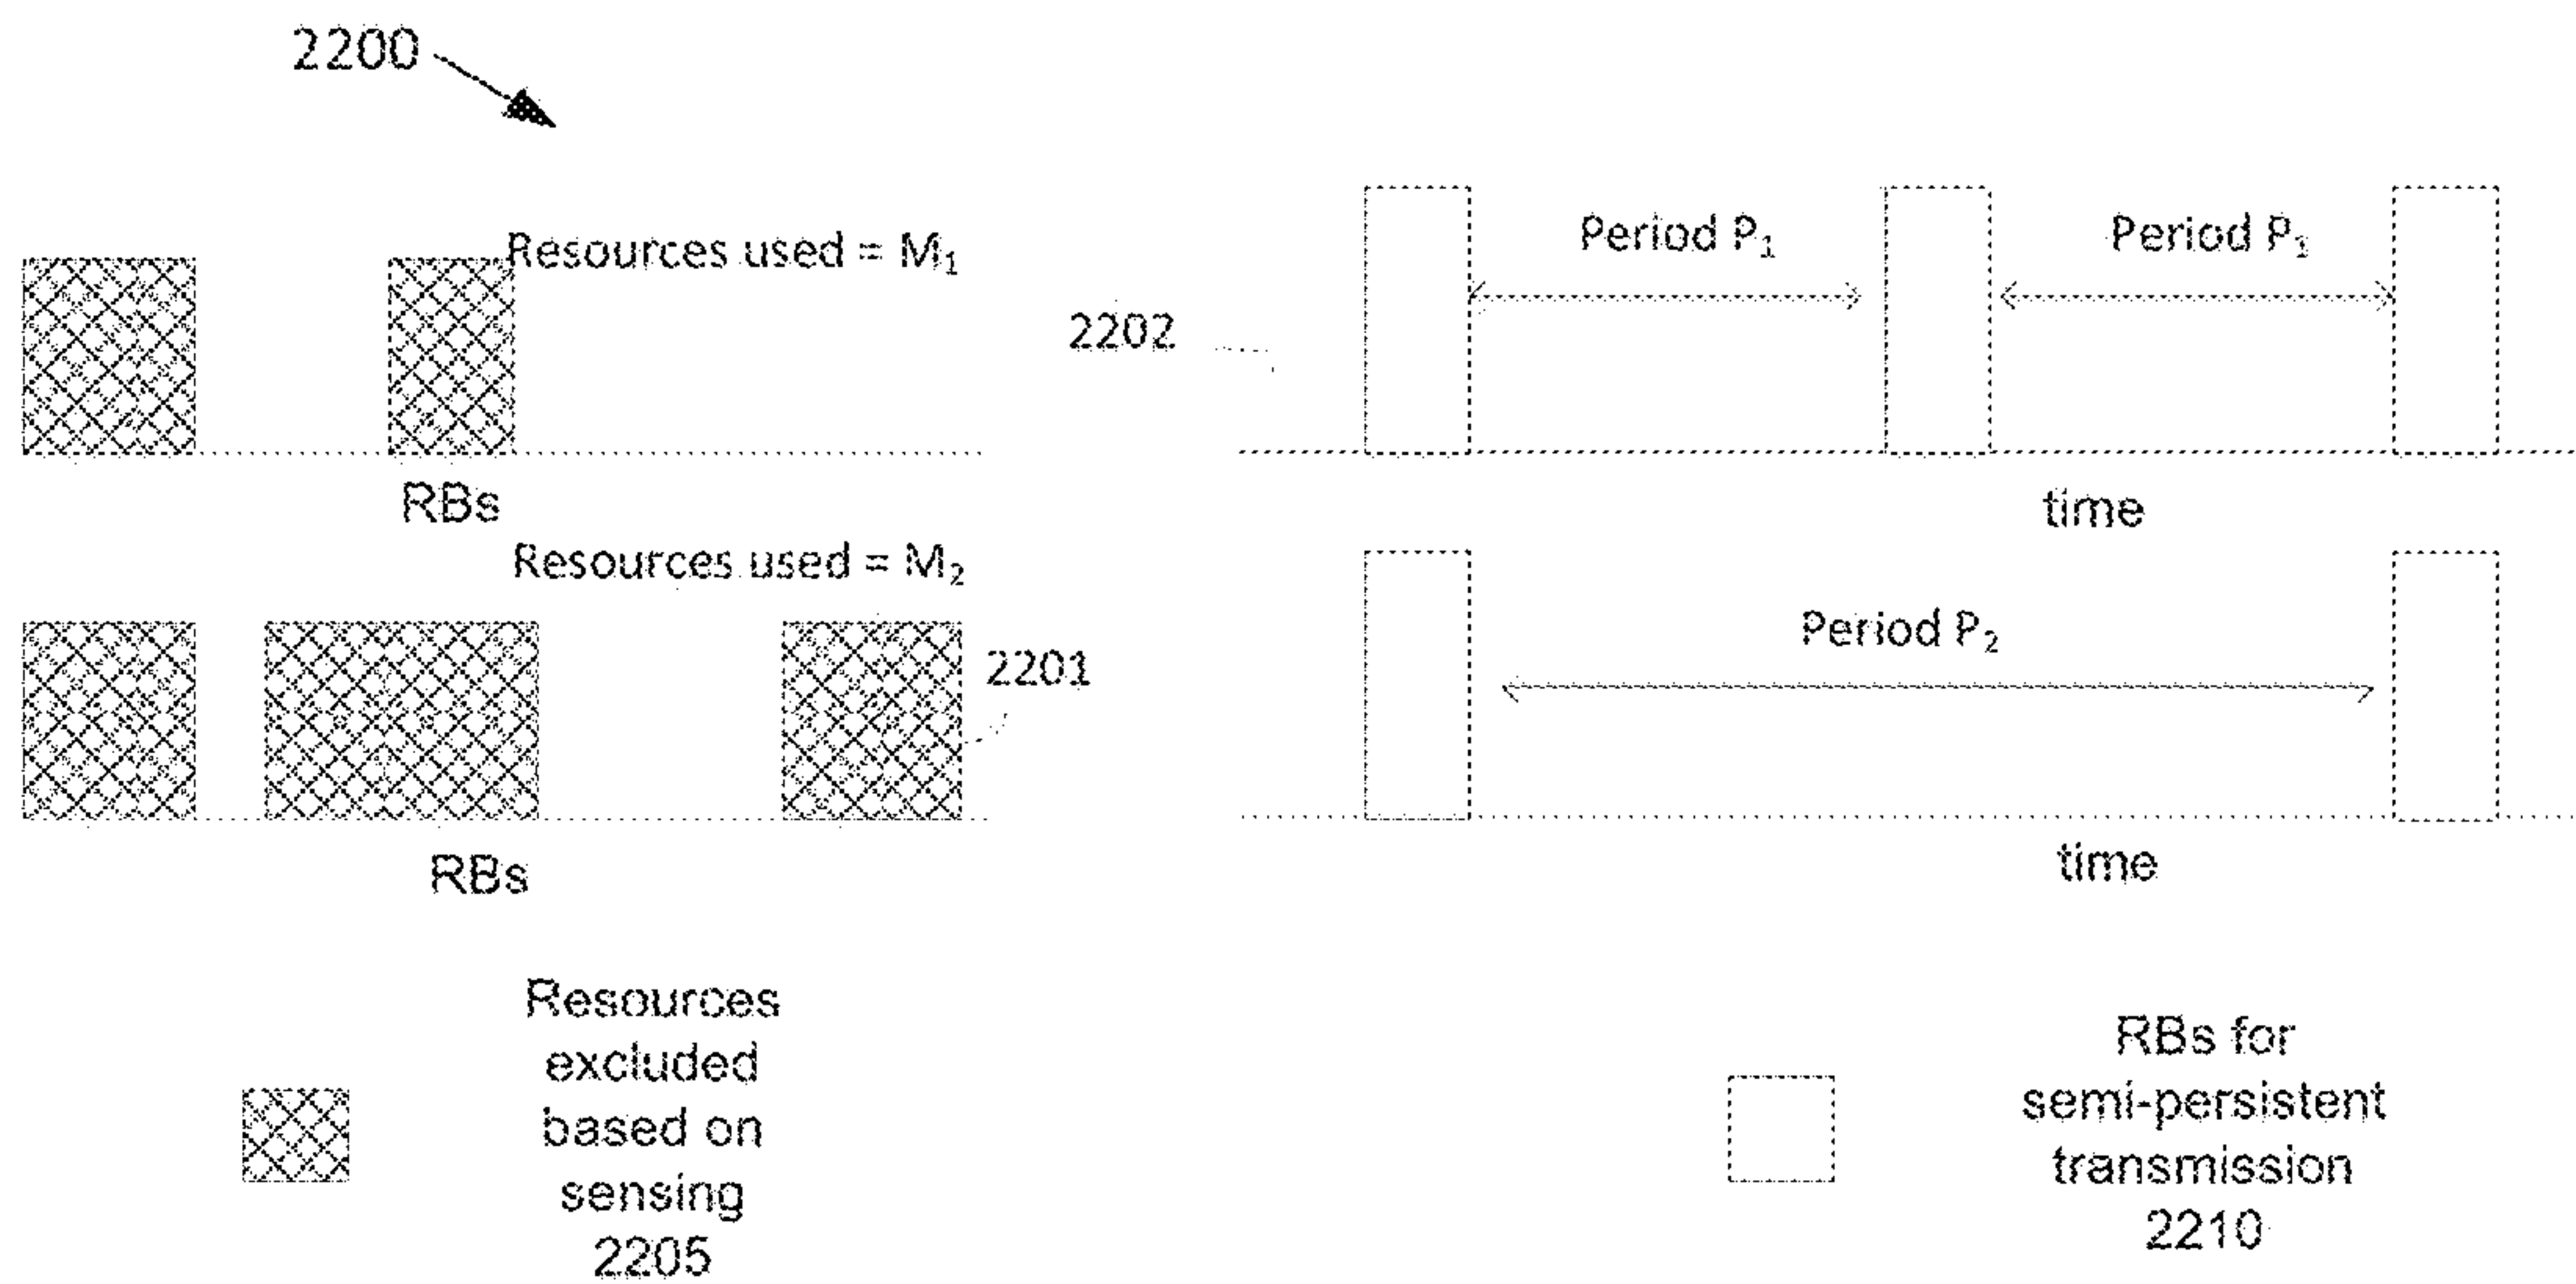 2200
Resources used = M₁
Period P₁
Period P₁
2202
RBs
time
Resources used = M₂
Period P₂
2201
RBs
time
Resources
excluded
based on
sensing
2205
RBs for
semi-persistent
transmission
2210